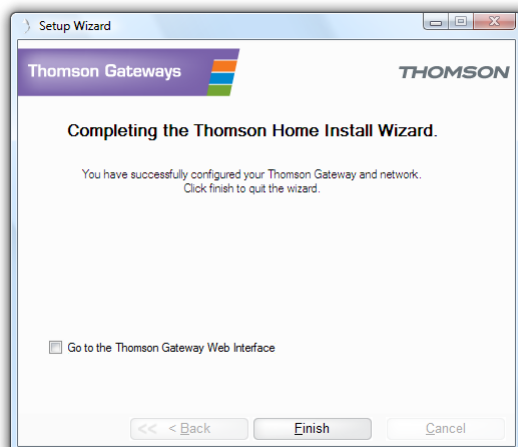 Setup Wizard
Thomson Gateways
THOMSON
Completing the Thomson Home Install Wizard.
You have successfully configured your Thomson Gateway and network.
Click finish to quit the wizard.
Go to the Thomson Gateway Web Interface
<< < Back Finish Cancel